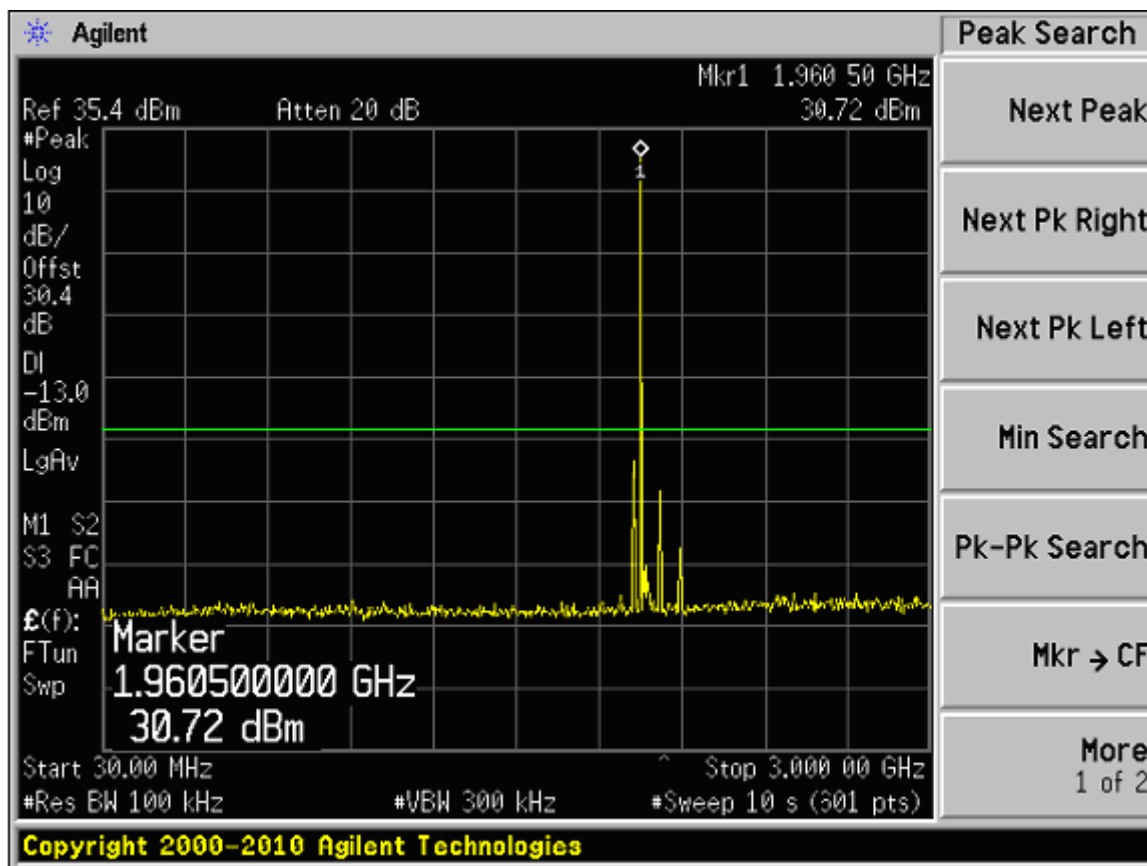 Agilent
Peak Search
Mkr1 1.960 50 GHz
Ref 35.4 dBm Atten 20 dB 30.72 dBm
#Peak
Log
10
dB/
Offst
30.4
dB
DI
-13.0
dBm
LgAv
M1 S2
S3 FC
AA
£(f):
FTun
Swp
1
Marker
1.960500000 GHz
30.72 dBm
Start 30.00 MHz Stop 3.000 00 GHz
#Res BW 100 kHz #VBW 300 kHz #Sweep 10 s (601 pts)
Next Peak
Next Pk Right
Next Pk Left
Min Search
Pk-Pk Search
Mkr → CF
More
1 of 2
Copyright 2000-2010 Agilent Technologies